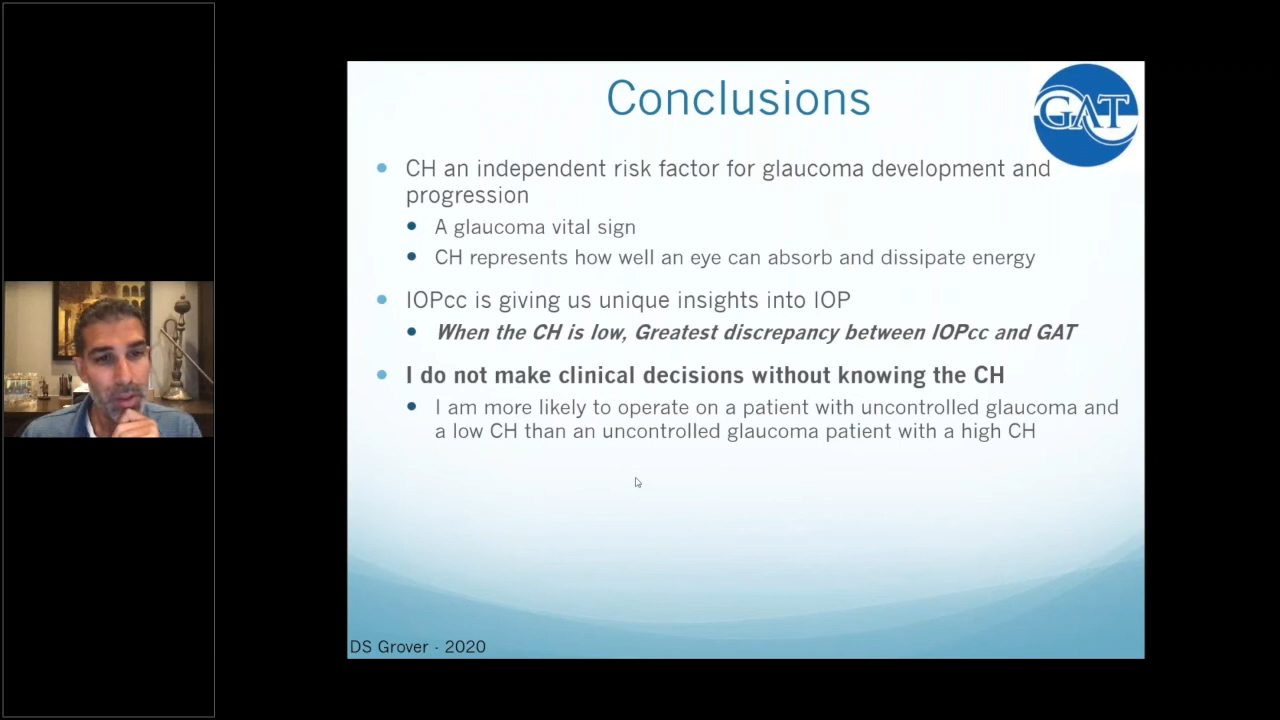 Conclusions
GAT
CH an independent risk factor for glaucoma development and
progression
A glaucoma vital sign
CH represents how well an eye can absorb and dissipate energy
IOPcc is giving us unique insights into IOP
When the CH is low, Greatest discrepancy between IOPcc and GAT
I do not make clinical decisions without knowing the CH
I am more likely to operate on a patient with uncontrolled glaucoma and
a low CH than an uncontrolled glaucoma patient with a high CH
DS Grover - 2020